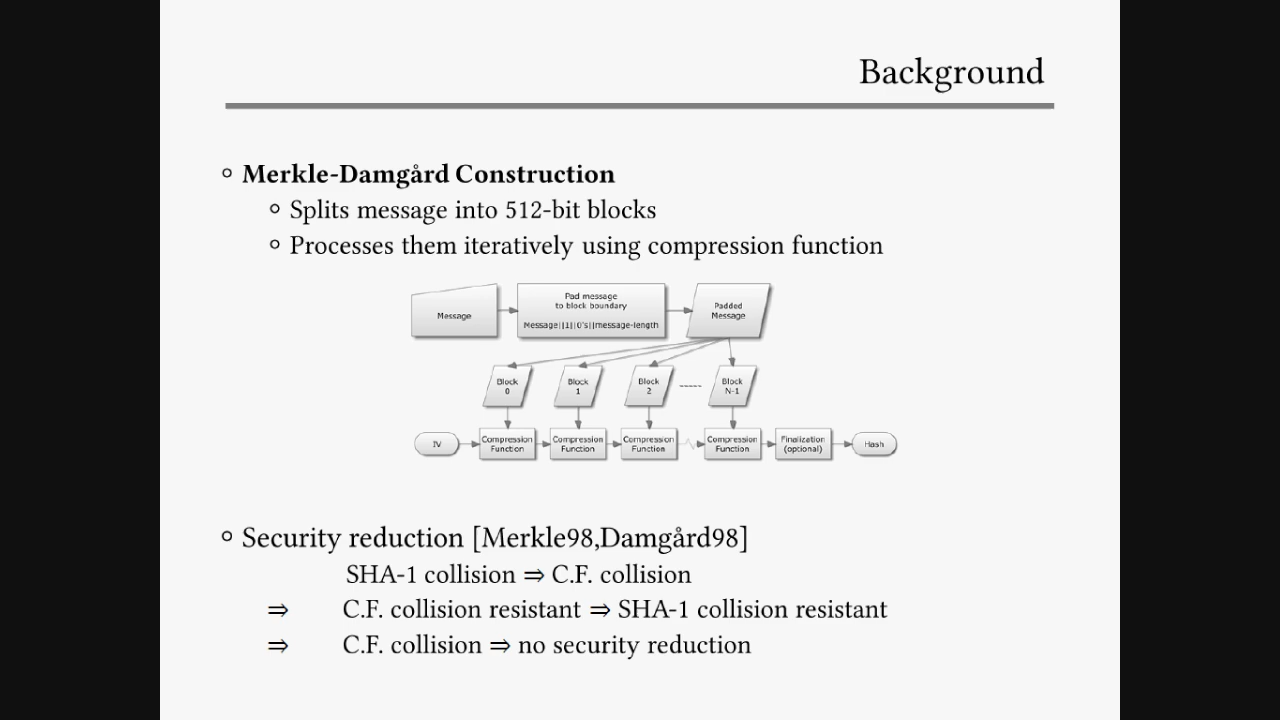 Background
Merkle-Damgård Construction
Splits message into 512-bit blocks
Processes them iteratively using compression function
Message
Pad message
to block boundary
Message||1||0's||message-length
Padded
Message
Block
0
Block
1
Block
2
-----
Block
N-1
IV
Compression
Function
Compression
Function
Compression
Function
Compression
Function
Finalization
(optional)
Hash
Security reduction [Merkle98,Damgård98]
SHA-1 collision ⇒ C.F. collision
⇒ C.F. collision resistant ⇒ SHA-1 collision resistant
⇒ C.F. collision ⇒ no security reduction